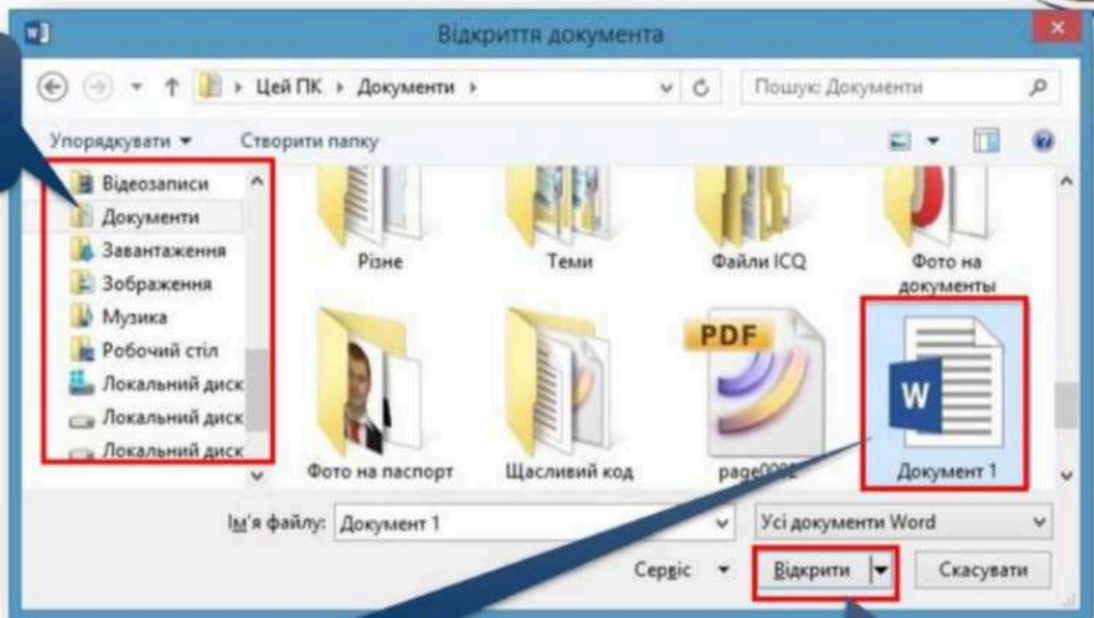 Відкриття документа
Цей ПК Документи
Пошук: Документи
Упорядкувати Створити папку
Відеозаписи
Документи
Завантаження
Зображення
Музика
Робочий стіл
Локальний диск
Локальний диск
Локальний диск
Різне
Теми
Файли ICQ
Фото на
документы
Фото на паспорт
Щасливий код
PDF
page0002
W
Документ 1
Ім'я файлу: Документ 1
Усі документи Word
Сервіс Відкрити Скасувати